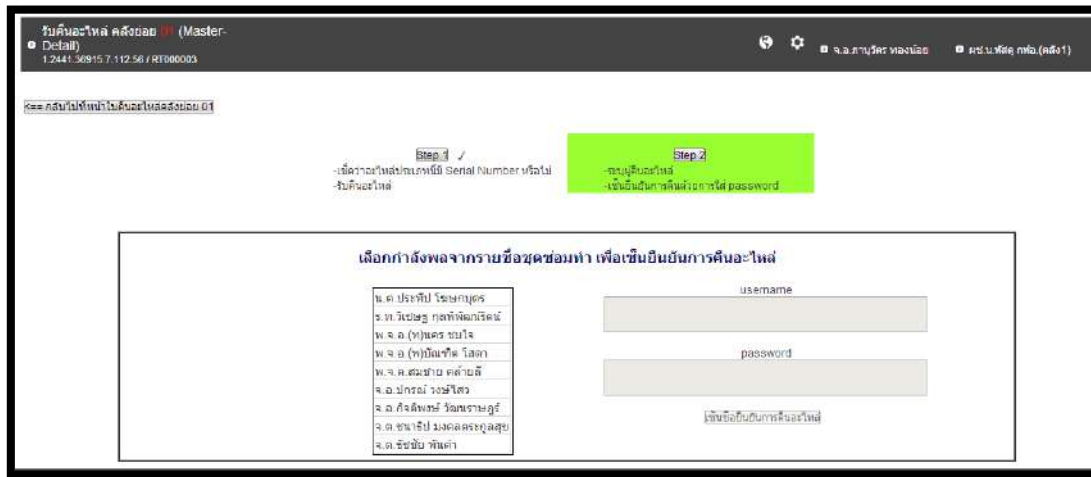 รับคืนอะไหล่ คลังย่อย 01 (Master-
Detail)
1.2441.36915.7.112.56 / RT000003
จ.อ.ภานุวัตร ทองน้อย
ผช.น.พัสดุ กฟอ.(คลัง1)
<== กลับไปที่หน้าใบคืนอะไหล่คลังย่อย 01
Step 1 ✓
-เช็คว่าอะไหล่ประเภทนี้มี Serial Number หรือไม่
-รับคืนอะไหล่
Step 2
-ระบุผู้คืนอะไหล่
-เซ็นยืนยันการคืนด้วยการใส่ password
เลือกกำลังพลจากรายชื่อชุดซ่อมทำ เพื่อเซ็นยืนยันการคืนอะไหล่
น.ต.ประทีป โฆษกบุตร
ร.ท.วิเชษฐ กุลพิพัฒน์รัตน์
พ.จ.อ.(ท)นคร ชบใจ
พ.จ.อ.(พ)บัณฑิต โสดา
พ.จ.ต.สมชาย คล้ายลี
จ.อ.ปกรณ์ วงษ์ไสว
จ.อ.กิจติพงษ์ วัฒนราษฎร์
จ.ต.ชนาธิป มงคลตระกูลสุข
จ.ต.ธัชชัย พันคำ
username
password
เซ็นชื่อยืนยันการคืนอะไหล่